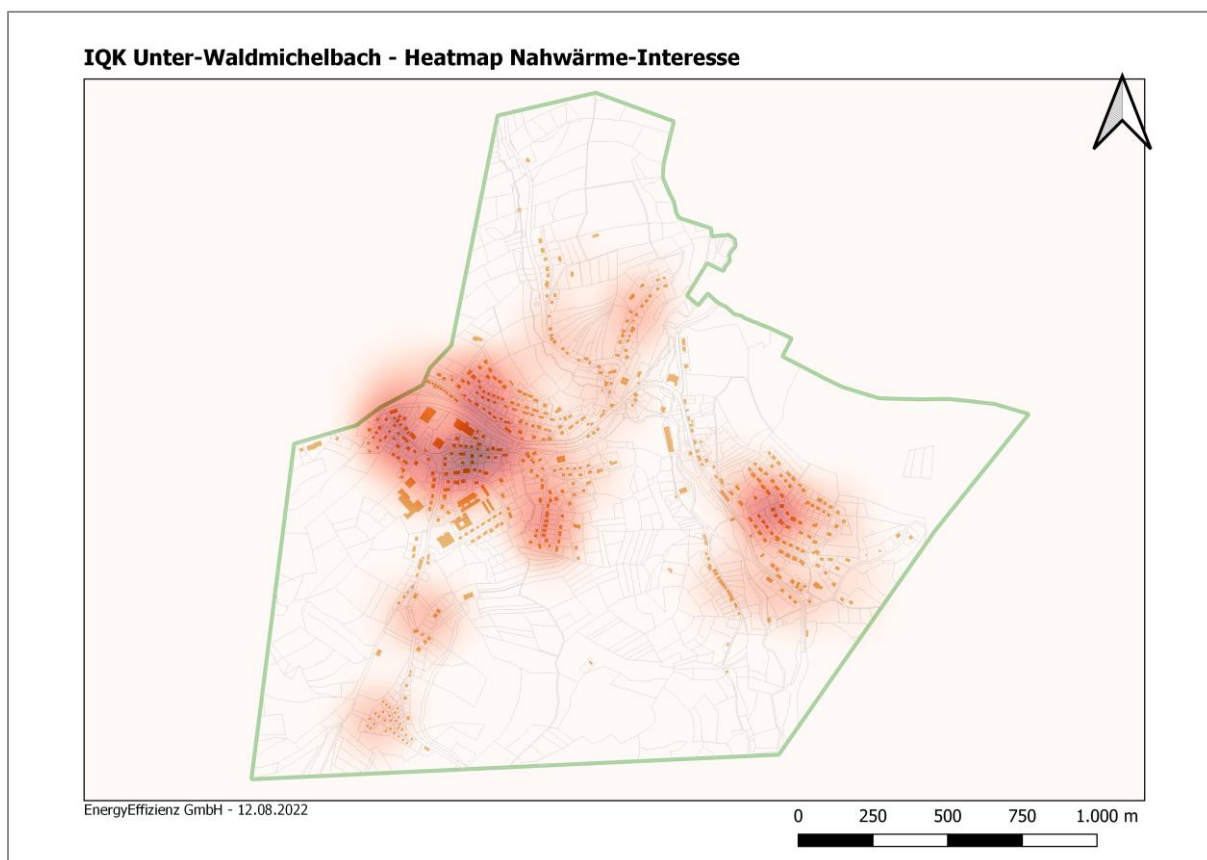 IQK Unter-Waldmichelbach - Heatmap Nahwärme-Interesse
EnergyEffizienz GmbH - 12.08.2022
0 250 500 750 1.000 m